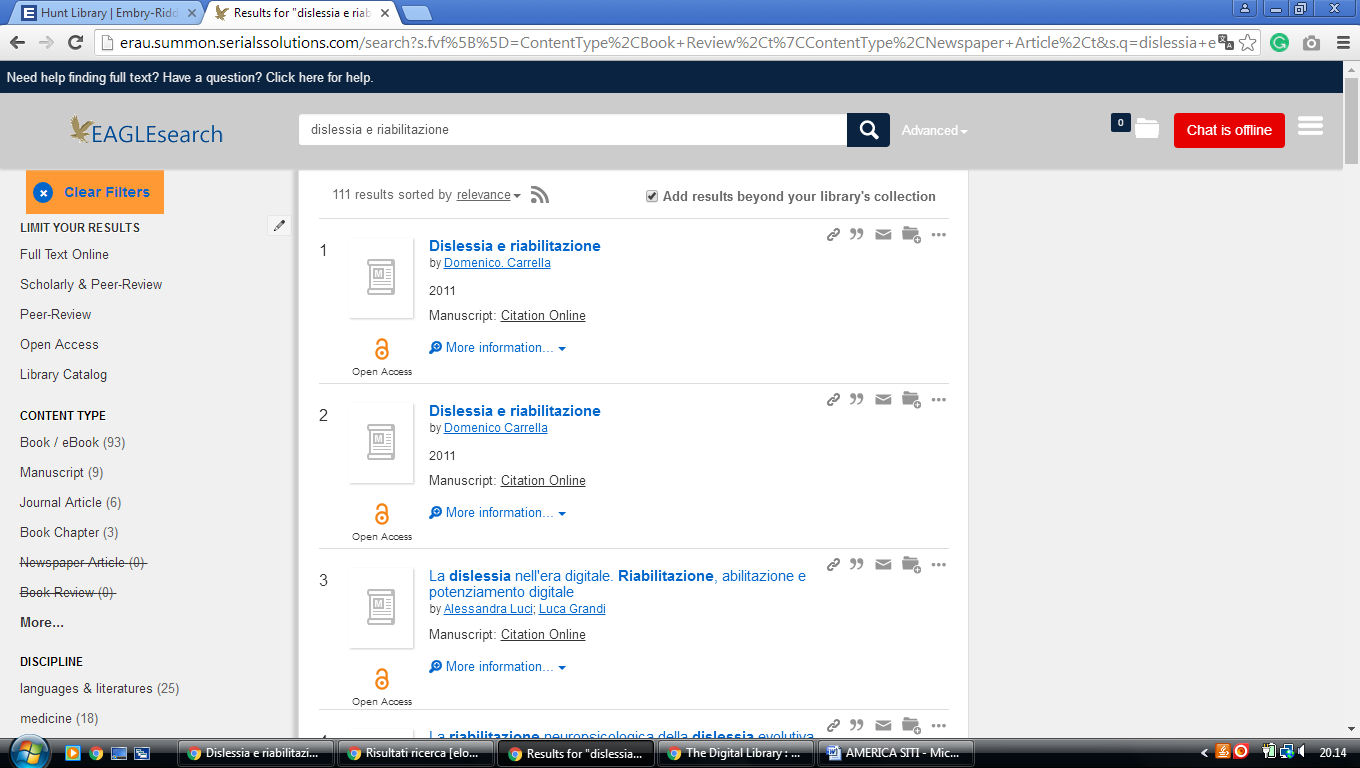 Hunt Library | Embry-Ridd
Results for "dislessia e riab
erau.summon.serialssolutions.com/search?s.fvf%5B%5D=ContentType%2CBook+Review%2Ct%7CContentType%2CNewspaper+Article%2Ct&s.q=dislessia+e
Need help finding full text? Have a question? Click here for help.
EAGLEsearch
dislessia e riabilitazione
Advanced
0
Chat is offline
Clear Filters
LIMIT YOUR RESULTS
Full Text Online
Scholarly & Peer-Review
Peer-Review
Open Access
Library Catalog
CONTENT TYPE
Book / eBook (93)
Manuscript (9)
Journal Article (6)
Book Chapter (3)
Newspaper Article (0)
Book Review (0)
More...
DISCIPLINE
languages & literatures (25)
medicine (18)
111 results sorted by relevance
Add results beyond your library's collection
1
Dislessia e riabilitazione
by Domenico. Carrella
2011
Manuscript: Citation Online
More information...
Open Access
2
Dislessia e riabilitazione
by Domenico Carrella
2011
Manuscript: Citation Online
More information...
Open Access
3
La dislessia nell'era digitale. Riabilitazione, abilitazione e
potenziamento digitale
by Alessandra Luci; Luca Grandi
Manuscript: Citation Online
More information...
Open Access
La riabilitazione neuropsicologica della dislessia evolutiva
Dislessia e riabilitazi...
Risultati ricerca [elo...
Results for "dislessia...
The Digital Library : ...
AMERICA SITI - Mic...
20.14